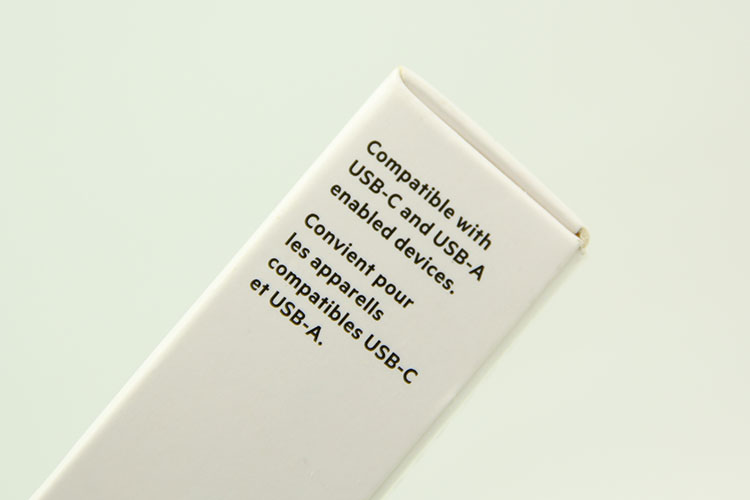 Compatible with
USB-C and USB-A
enabled devices.
Convient pour
les apparells
compatibles USB-C
et USB-A.